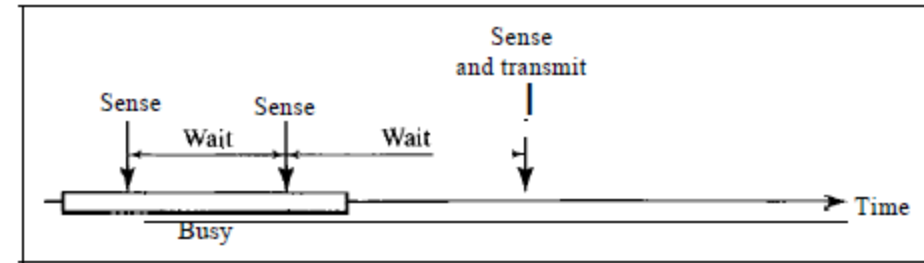 Sense
and transmit
Sense
Sense
Wait
Wait
Time
Busy